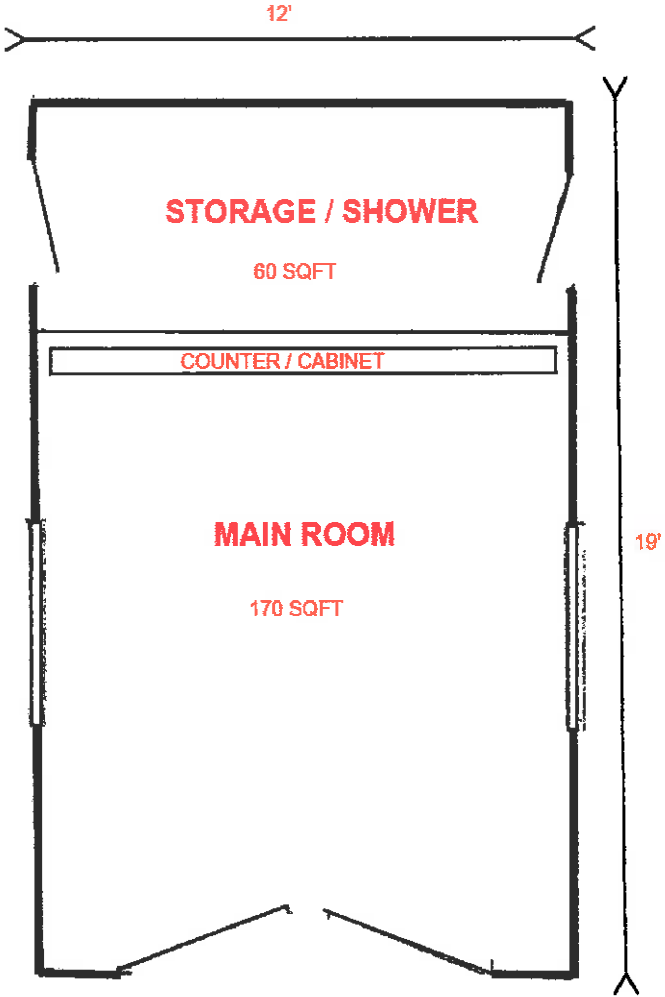 12'
STORAGE / SHOWER
60 SQFT
COUNTER / CABINET
MAIN ROOM
19'
170 SQFT